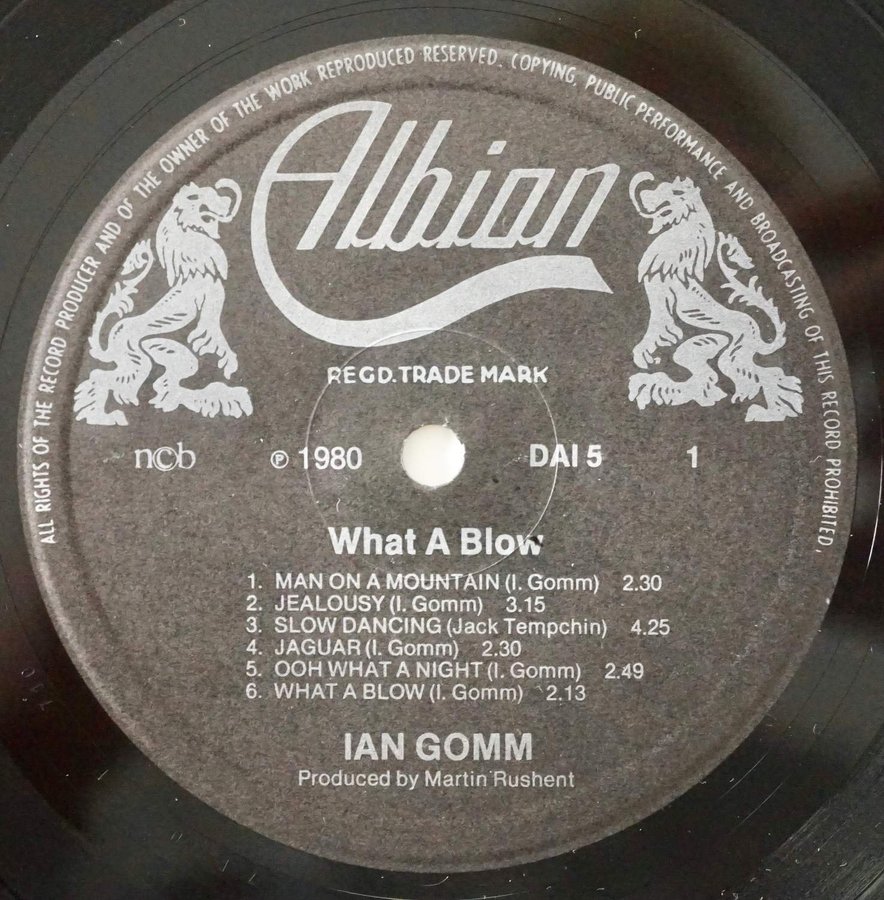 ALL RIGHTS OF THE RECORD PRODUCER AND OF THE OWNER OF THE WORK REPRODUCED RESERVED. COPYING, PUBLIC PERFORMANCE AND BROADCASTING OF THIS RECORD PROHIBITED,
Albion
REGD. TRADE MARK
n©b ℗ 1980 DAI 5 1
What A Blow
1. MAN ON A MOUNTAIN (I. Gomm) 2.30
2. JEALOUSY (I. Gomm) 3.15
3. SLOW DANCING (Jack Tempchin) 4.25
4. JAGUAR (I. Gomm) 2.30
5. OOH WHAT A NIGHT (I. Gomm) 2.49
6. WHAT A BLOW (I. Gomm) 2.13
IAN GOMM
Produced by Martin Rushent